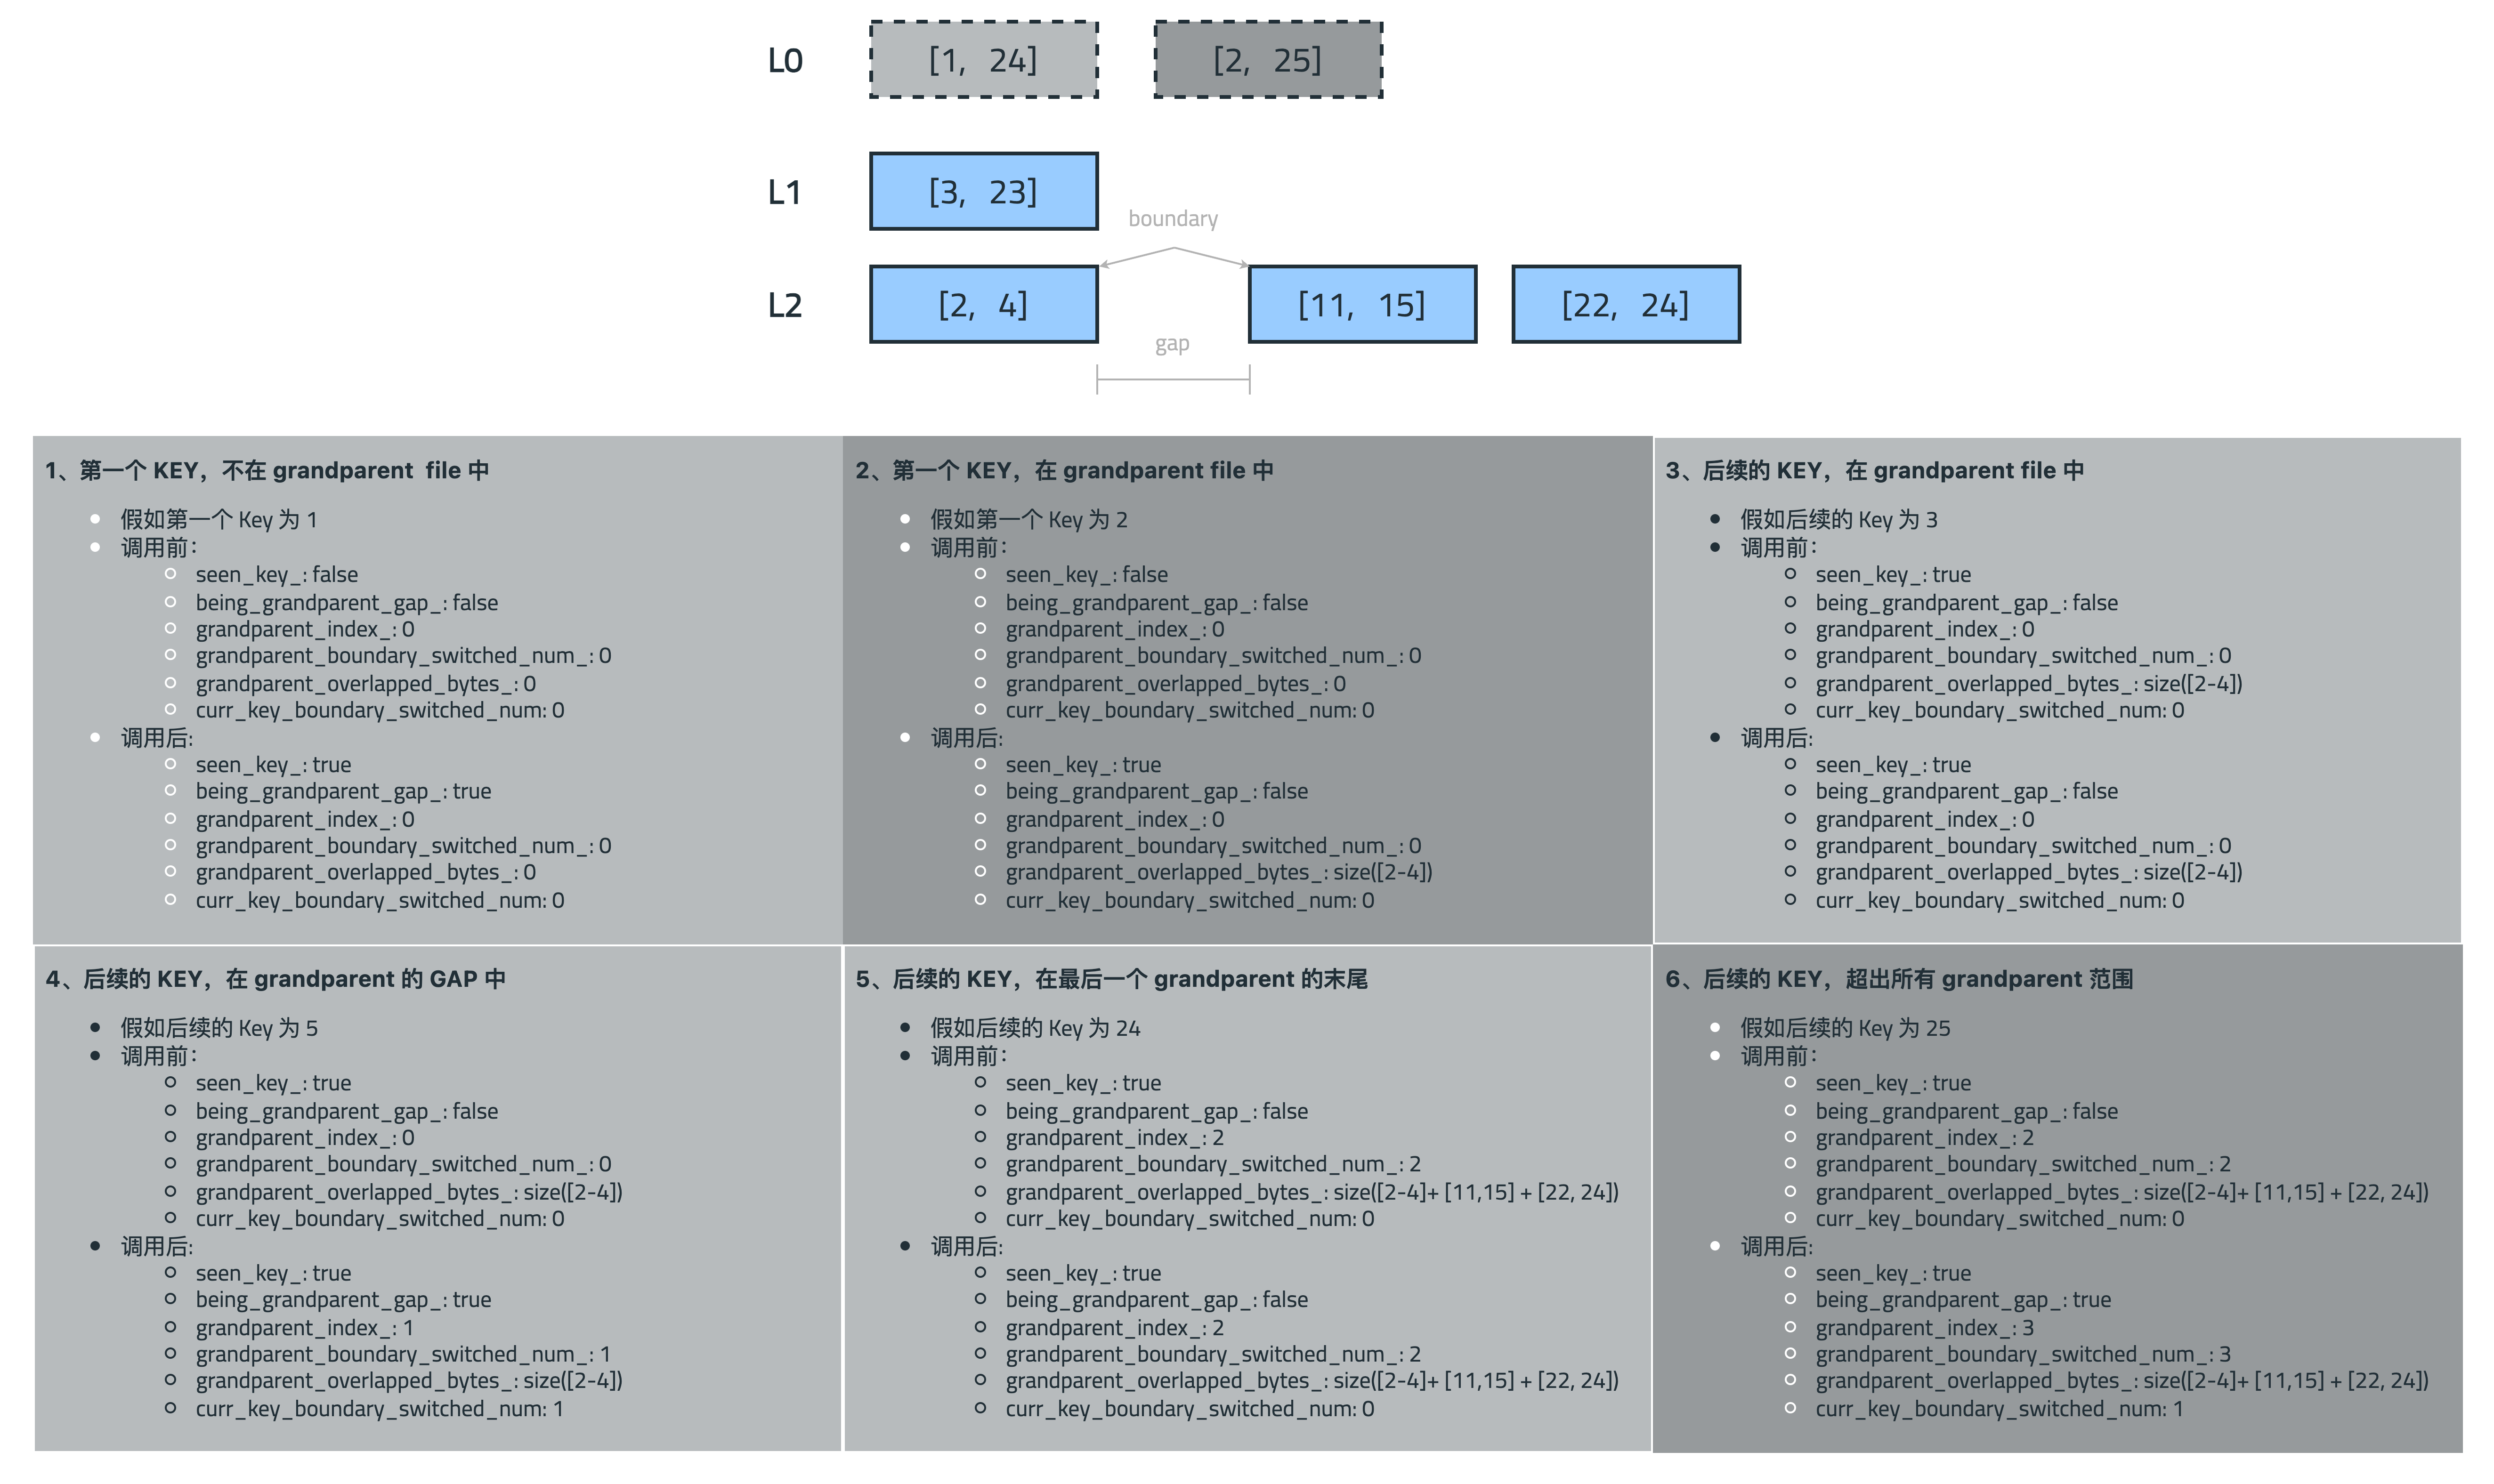 L0
[1, 24]
[2, 25]
L1
[3, 23]
boundary
L2
[2, 4]
[11, 15]
[22, 24]
gap
1、第一个 KEY，不在 grandparent file 中
假如第一个 Key 为 1
调用前：
seen_key_: false
being_grandparent_gap_: false
grandparent_index_: 0
grandparent_boundary_switched_num_: 0
grandparent_overlapped_bytes_: 0
curr_key_boundary_switched_num: 0
调用后:
seen_key_: true
being_grandparent_gap_: true
grandparent_index_: 0
grandparent_boundary_switched_num_: 0
grandparent_overlapped_bytes_: 0
curr_key_boundary_switched_num: 0
2、第一个 KEY，在 grandparent file 中
假如第一个 Key 为 2
调用前：
seen_key_: false
being_grandparent_gap_: false
grandparent_index_: 0
grandparent_boundary_switched_num_: 0
grandparent_overlapped_bytes_: 0
curr_key_boundary_switched_num: 0
调用后:
seen_key_: true
being_grandparent_gap_: false
grandparent_index_: 0
grandparent_boundary_switched_num_: 0
grandparent_overlapped_bytes_: size([2-4])
curr_key_boundary_switched_num: 0
3、后续的 KEY，在 grandparent file 中
假如后续的 Key 为 3
调用前：
seen_key_: true
being_grandparent_gap_: false
grandparent_index_: 0
grandparent_boundary_switched_num_: 0
grandparent_overlapped_bytes_: size([2-4])
curr_key_boundary_switched_num: 0
调用后:
seen_key_: true
being_grandparent_gap_: false
grandparent_index_: 0
grandparent_boundary_switched_num_: 0
grandparent_overlapped_bytes_: size([2-4])
curr_key_boundary_switched_num: 0
4、后续的 KEY，在 grandparent 的 GAP 中
假如后续的 Key 为 5
调用前：
seen_key_: true
being_grandparent_gap_: false
grandparent_index_: 0
grandparent_boundary_switched_num_: 0
grandparent_overlapped_bytes_: size([2-4])
curr_key_boundary_switched_num: 0
调用后:
seen_key_: true
being_grandparent_gap_: true
grandparent_index_: 1
grandparent_boundary_switched_num_: 1
grandparent_overlapped_bytes_: size([2-4])
curr_key_boundary_switched_num: 1
5、后续的 KEY，在最后一个 grandparent 的末尾
假如后续的 Key 为 24
调用前：
seen_key_: true
being_grandparent_gap_: false
grandparent_index_: 2
grandparent_boundary_switched_num_: 2
grandparent_overlapped_bytes_: size([2-4]+ [11,15] + [22, 24])
curr_key_boundary_switched_num: 0
调用后:
seen_key_: true
being_grandparent_gap_: false
grandparent_index_: 2
grandparent_boundary_switched_num_: 2
grandparent_overlapped_bytes_: size([2-4]+ [11,15] + [22, 24])
curr_key_boundary_switched_num: 0
6、后续的 KEY，超出所有 grandparent 范围
假如后续的 Key 为 25
调用前：
seen_key_: true
being_grandparent_gap_: false
grandparent_index_: 2
grandparent_boundary_switched_num_: 2
grandparent_overlapped_bytes_: size([2-4]+ [11,15] + [22, 24])
curr_key_boundary_switched_num: 0
调用后:
seen_key_: true
being_grandparent_gap_: true
grandparent_index_: 3
grandparent_boundary_switched_num_: 3
grandparent_overlapped_bytes_: size([2-4]+ [11,15] + [22, 24])
curr_key_boundary_switched_num: 1